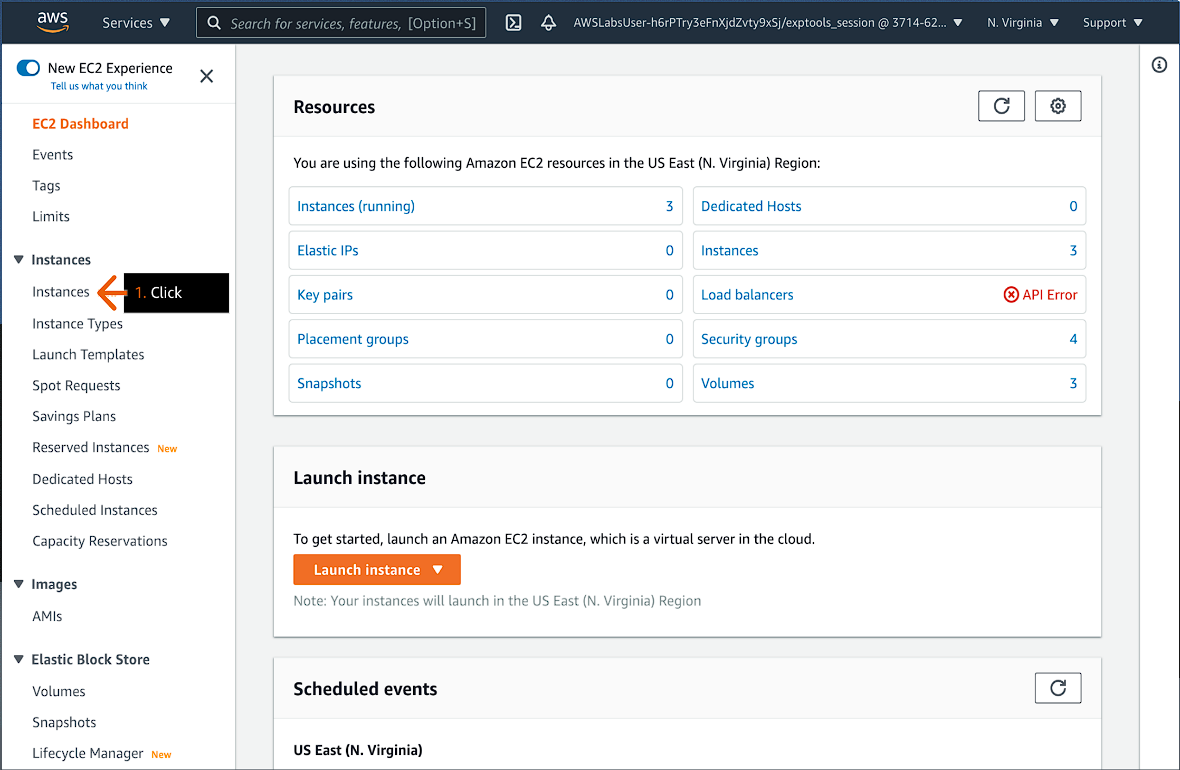 aws
Services
Search for services, features, [Option+S]
AWSLabsUser-h6rPTry3eFnXjdZvty9xSj/exptools_session @ 3714-62...
N. Virginia
Support
New EC2 Experience
Tell us what you think
EC2 Dashboard
Events
Tags
Limits
Instances
Instances
1. Click
Instance Types
Launch Templates
Spot Requests
Savings Plans
Reserved Instances New
Dedicated Hosts
Scheduled Instances
Capacity Reservations
Images
AMIs
Elastic Block Store
Volumes
Snapshots
Lifecycle Manager New
Resources
You are using the following Amazon EC2 resources in the US East (N. Virginia) Region:
Instances (running) 3
Dedicated Hosts 0
Elastic IPs 0
Instances 3
Key pairs 0
Load balancers API Error
Placement groups 0
Security groups 4
Snapshots 0
Volumes 3
Launch instance
To get started, launch an Amazon EC2 instance, which is a virtual server in the cloud.
Launch instance
Note: Your instances will launch in the US East (N. Virginia) Region
Scheduled events
US East (N. Virginia)